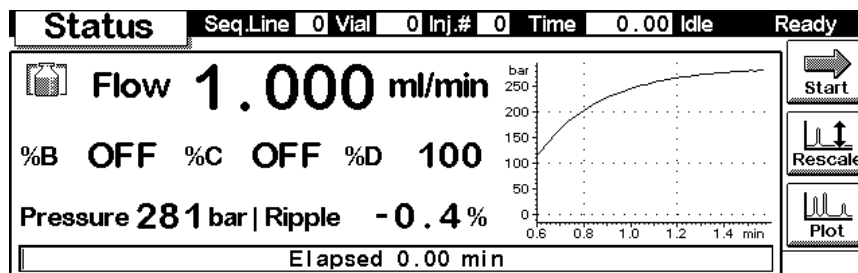 Status Seq.Line 0 Vial 0 Inj.# 0 Time 0.00 Idle Ready
Flow 1.000 ml/min
%B OFF %C OFF %D 100
Pressure 281 bar | Ripple -0.4%
Elapsed 0.00 min
bar
250
200
150
100
50
0
0.6 0.8 1.0 1.2 1.4 min
Start
Rescale
Plot